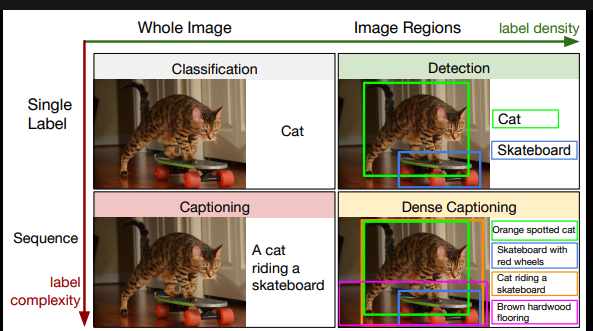 Whole Image
Image Regions
label density
Classification
Detection
Single
Label
Cat
Cat
Skateboard
Captioning
Dense Captioning
Sequence
label
complexity
A cat
riding a
skateboard
Orange spotted cat
Skateboard with
red wheels
Cat riding a
skateboard
Brown hardwood
flooring